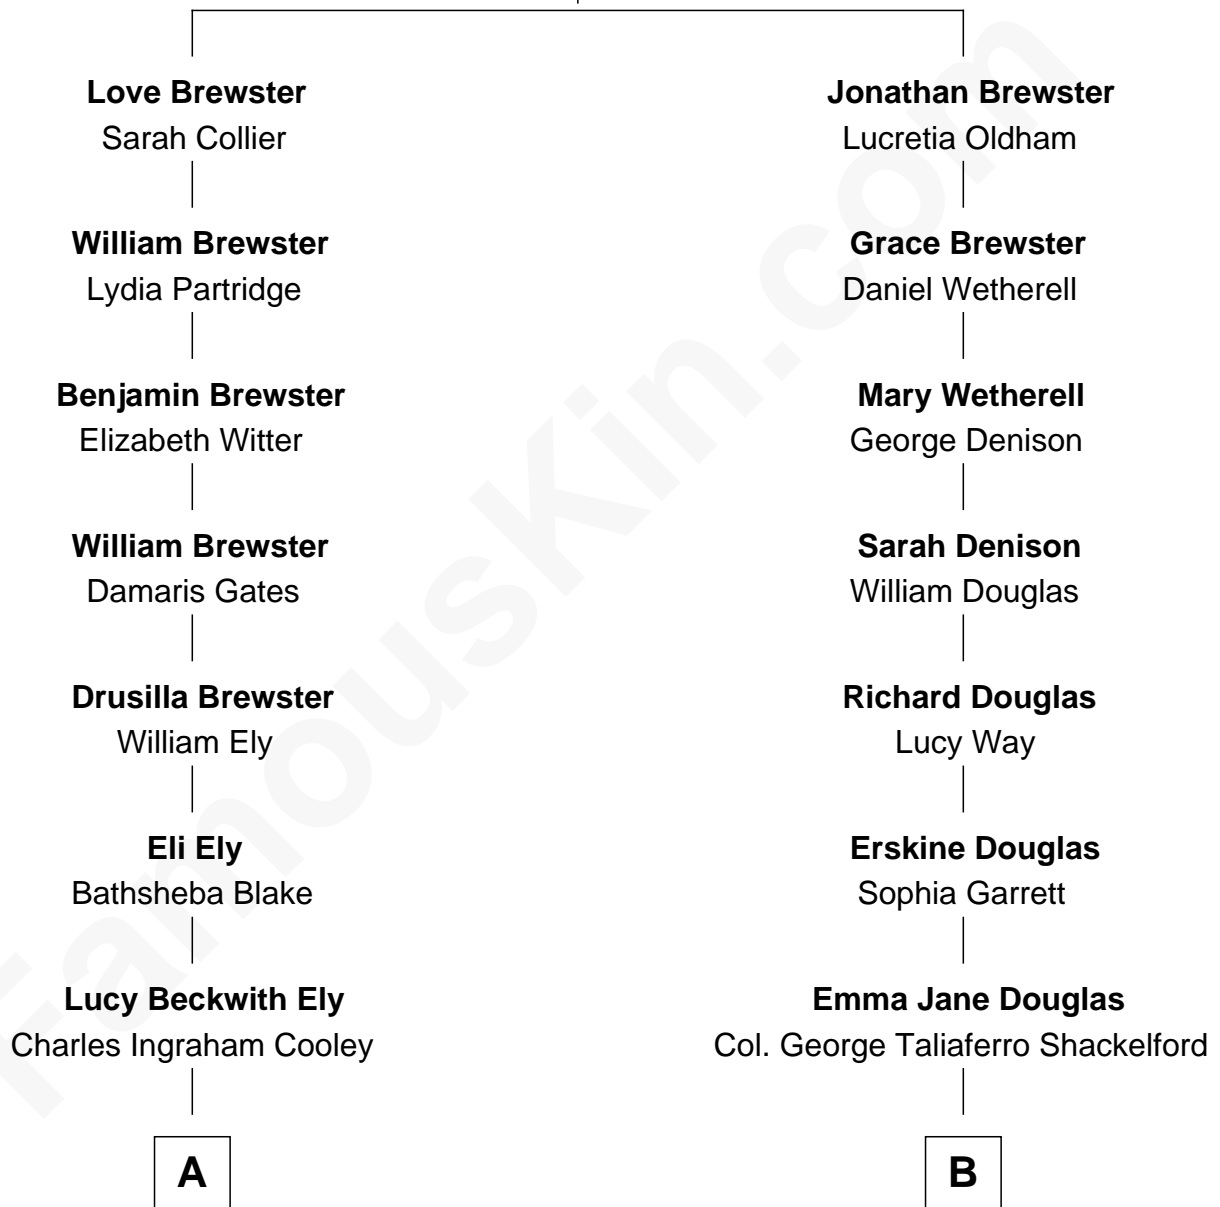 Love Brewster
Sarah Collier
William Brewster
Lydia Partridge
Benjamin Brewster
Elizabeth Witter
William Brewster
Damaris Gates
Drusilla Brewster
William Ely
Eli Ely
Bathsheba Blake
Lucy Beckwith Ely
Charles Ingraham Cooley
A
Jonathan Brewster
Lucretia Oldham
Grace Brewster
Daniel Wetherell
Mary Wetherell
George Denison
Sarah Denison
William Douglas
Richard Douglas
Lucy Way
Erskine Douglas
Sophia Garrett
Emma Jane Douglas
Col. George Taliaferro Shackelford
B
FamousKin.com